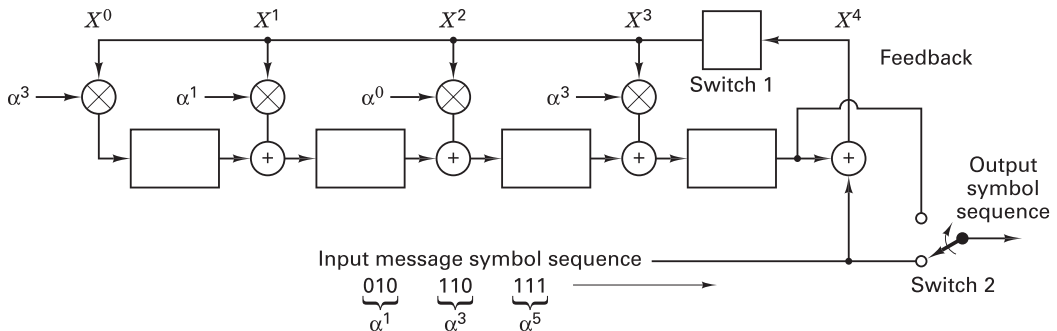 X⁰ X¹ X² X³ X⁴
Feedback
Switch 1
α³ α¹ α⁰ α³
+ + + +
Output
symbol
sequence
Input message symbol sequence
Switch 2
010 110 111
α¹ α³ α⁵